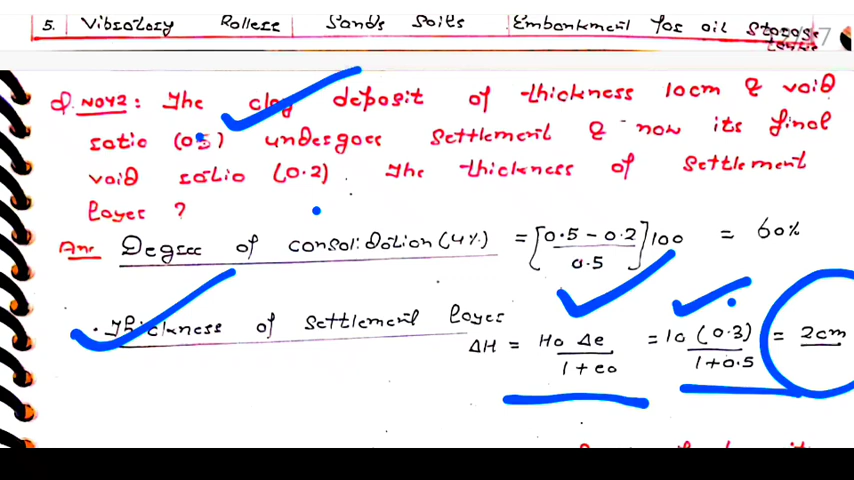 5. Vibratory Rollers Sands Soils Embankment for oil Storage
Q. NOV2: The clay deposit of thickness 10cm & void
ratio (05) undergoes settlement & now its final
void ratio (0.2) The thickness of settlement
layer ?
Ans Degree of consolidation (U%) = [0.5 - 0.2 / 0.5] 100 = 60%
• Thickness of settlement layer
ΔH = Ho Δe / 1 + eo = 10 (0.3) / 1 + 0.5 = 2cm